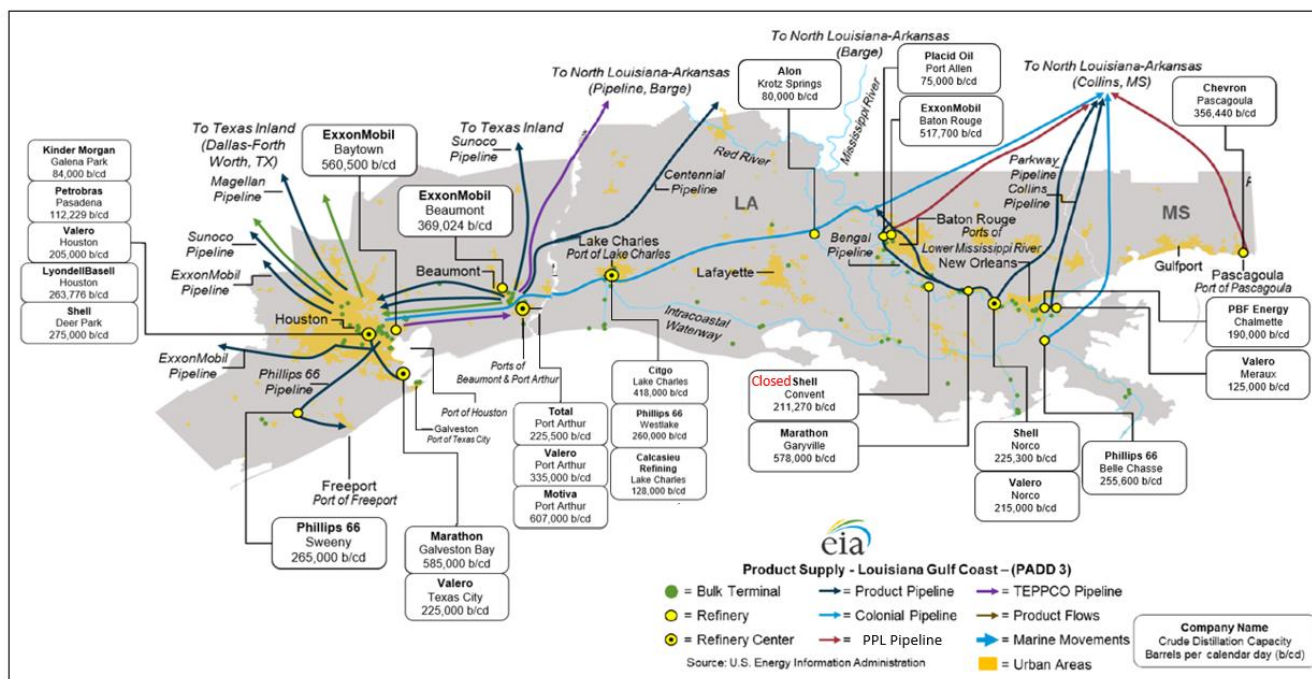 To North Louisiana-Arkansas
(Pipeline, Barge)
To North Louisiana-Arkansas
(Barge)
To North Louisiana-Arkansas
(Collins, MS)
Alon
Krotz Springs
80,000 b/cd
Placid Oil
Port Allen
75,000 b/cd
ExxonMobil
Baton Rouge
517,700 b/cd
Chevron
Pascagoula
356,440 b/cd
Mississippi River
Red River
Kinder Morgan
Galena Park
84,000 b/cd
Petrobras
Pasadena
112,229 b/cd
Valero
Houston
205,000 b/cd
LyondellBasell
Houston
263,776 b/cd
Shell
Deer Park
275,000 b/cd
To Texas Inland
(Dallas-Forth
Worth, TX)
Magellan
Pipeline
Sunoco
Pipeline
ExxonMobil
Pipeline
ExxonMobil
Baytown
560,500 b/cd
ExxonMobil
Beaumont
369,024 b/cd
To Texas Inland
Sunoco
Pipeline
Centennial
Pipeline
LA
MS
Parkway
Pipeline
Collins
Pipeline
Beaumont
Lake Charles
Port of Lake Charles
Lafayette
Bengal
Pipeline
Baton Rouge
Ports of
Lower Mississippi River
New Orleans
Gulfport
Pascagoula
Port of Pascagoula
Houston
Intracoastal
Waterway
ExxonMobil
Pipeline
Phillips 66
Pipeline
Ports of
Beaumont & Port Arthur
Port of Houston
Galveston
Port of Texas City
Freeport
Port of Freeport
Phillips 66
Sweeny
265,000 b/cd
Marathon
Galveston Bay
585,000 b/cd
Valero
Texas City
225,000 b/cd
Total
Port Arthur
225,500 b/cd
Valero
Port Arthur
335,000 b/cd
Motiva
Port Arthur
607,000 b/cd
Citgo
Lake Charles
418,000 b/cd
Phillips 66
Westlake
260,000 b/cd
Calcasieu
Refining
Lake Charles
128,000 b/cd
Closed Shell
Convent
211,270 b/cd
Marathon
Garyville
578,000 b/cd
Shell
Norco
225,300 b/cd
Valero
Norco
215,000 b/cd
Phillips 66
Belle Chasse
255,600 b/cd
PBF Energy
Chalmette
190,000 b/cd
Valero
Meraux
125,000 b/cd
eia
Product Supply - Louisiana Gulf Coast – (PADD 3)
= Bulk Terminal
= Product Pipeline
= TEPPCO Pipeline
= Refinery
= Colonial Pipeline
= Product Flows
= Refinery Center
= PPL Pipeline
= Marine Movements
Source: U.S. Energy Information Administration
= Urban Areas
Company Name
Crude Distillation Capacity
Barrels per calendar day (b/cd)